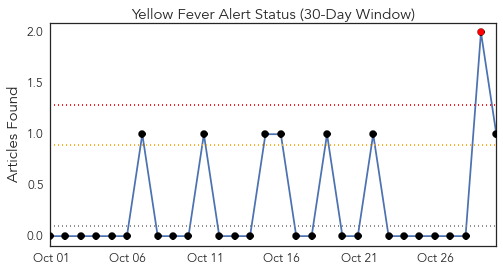 Yellow Fever Alert Status (30-Day Window)
Articles Found
2.0
1.5
1.0
0.5
0.0
Oct 01 Oct 06 Oct 11 Oct 16 Oct 21 Oct 26